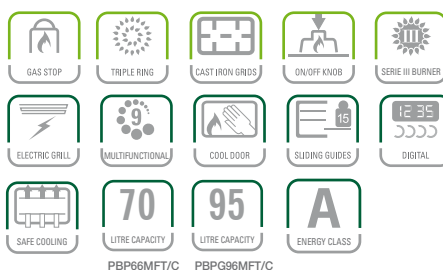 GAS STOP
TRIPLE RING
CAST IRON GRIDS
ON/OFF KNOB
III
SERIE III BURNER
ELECTRIC GRILL
9
MULTIFUNCTIONAL
COOL DOOR
15
SLIDING GUIDES
12 35
DIGITAL
SAFE COOLING
70
LITRE CAPACITY
95
LITRE CAPACITY
A
ENERGY CLASS
PBP66MFT/C
PBPG96MFT/C